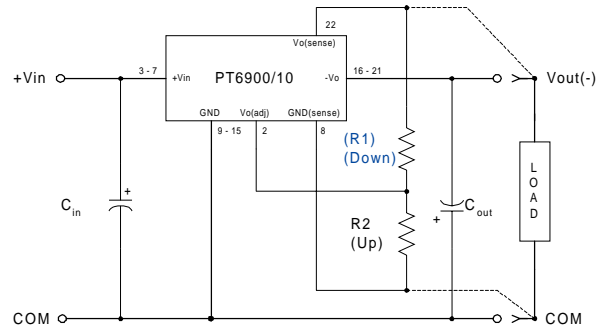 22
Vo(sense)
+Vin
3 - 7
+Vin
PT6900/10
-Vo
16 - 21
Vout(-)
GND
Vo(adj)
GND(sense)
9 - 15
2
8
(R1)
(Down)
L
O
A
D
C in
+
R2
(Up)
+
C out
COM
COM